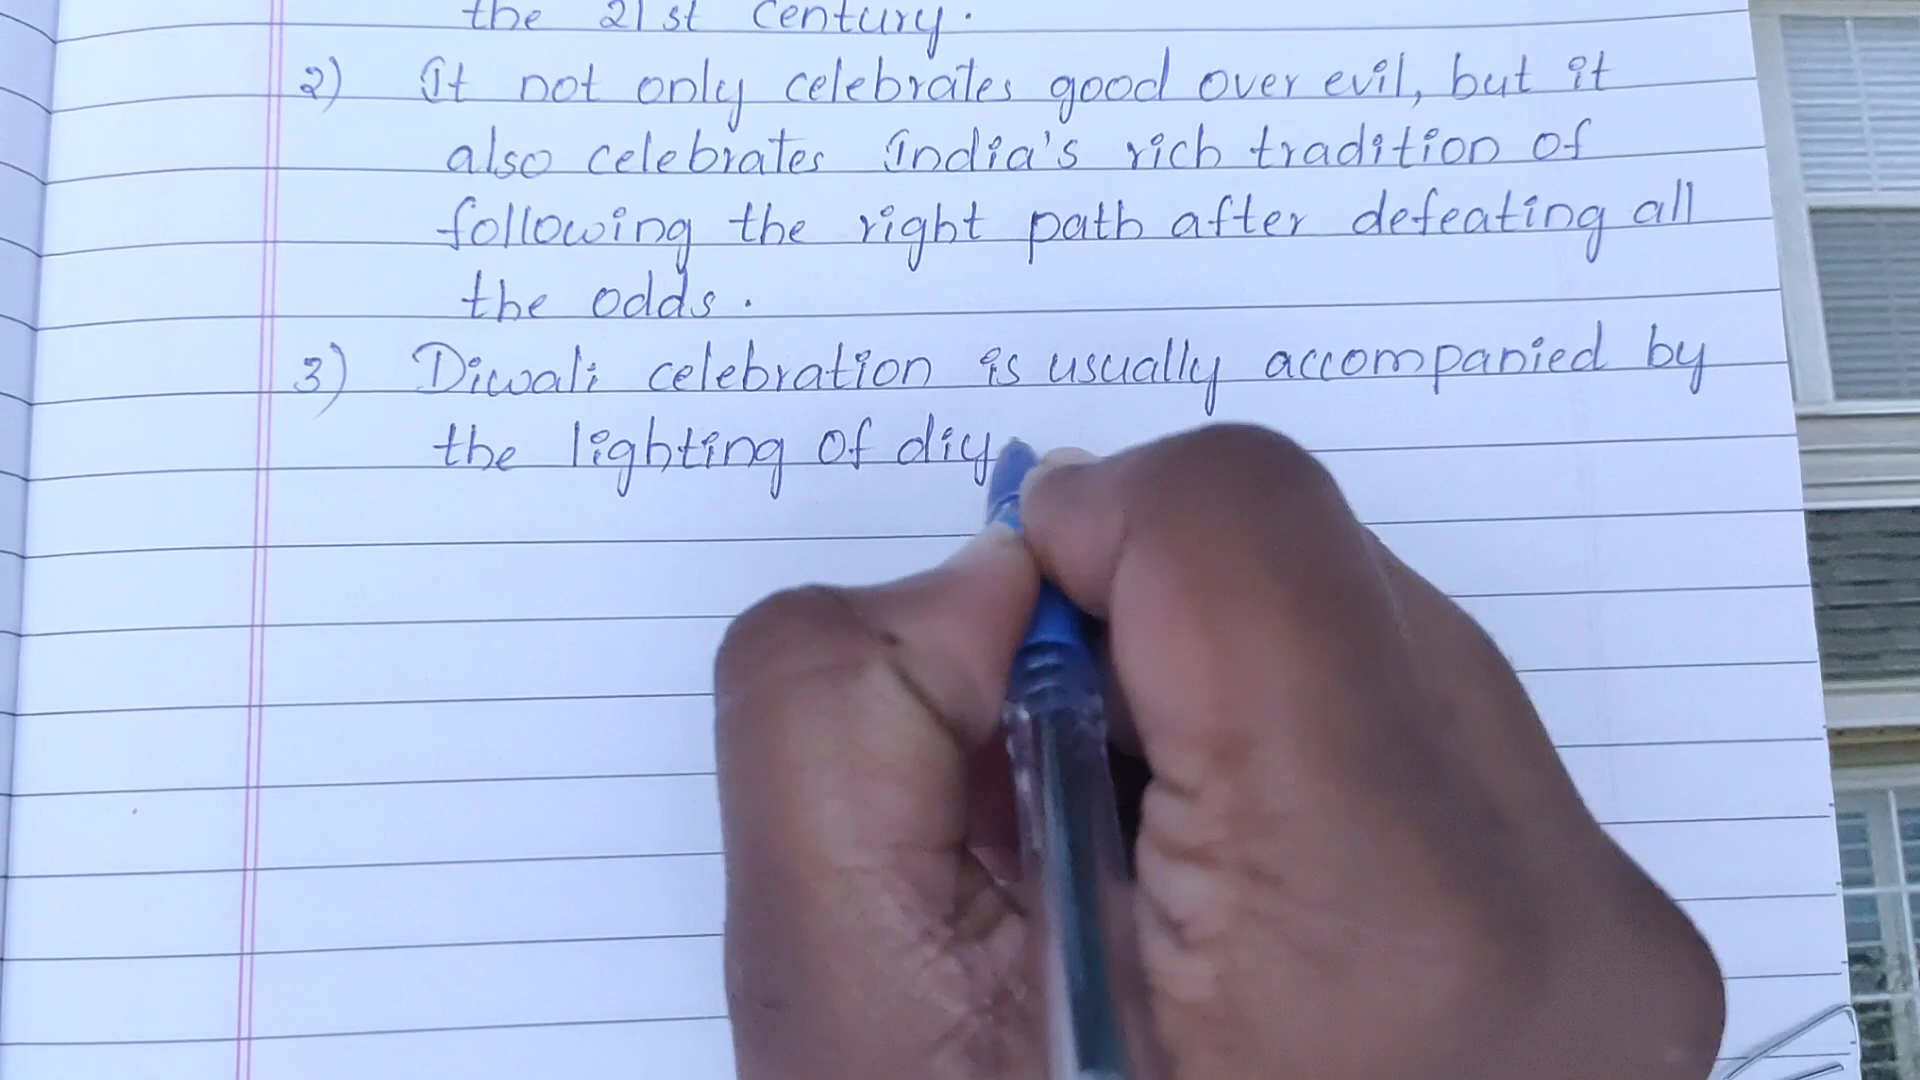 the 21st century.
2) It not only celebrates good over evil, but it
also celebrates India's rich tradition of
following the right path after defeating all
the odds.
3) Diwali celebration is usually accompanied by
the lighting of diy